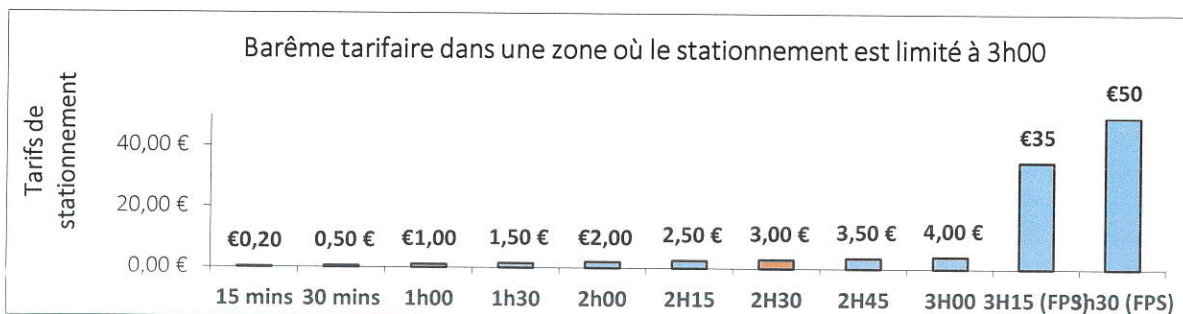 Barême tarifaire dans une zone où le stationnement est limité à 3h00
Tarifs de
stationnement
40,00 €
20,00 €
0,00 €
€0,20 0,50 € €1,00 1,50 € €2,00 2,50 € 3,00 € 3,50 € 4,00 € €35 €50
15 mins 30 mins 1h00 1h30 2h00 2H15 2H30 2H45 3H00 3H15 (FPS) 3h30 (FPS)